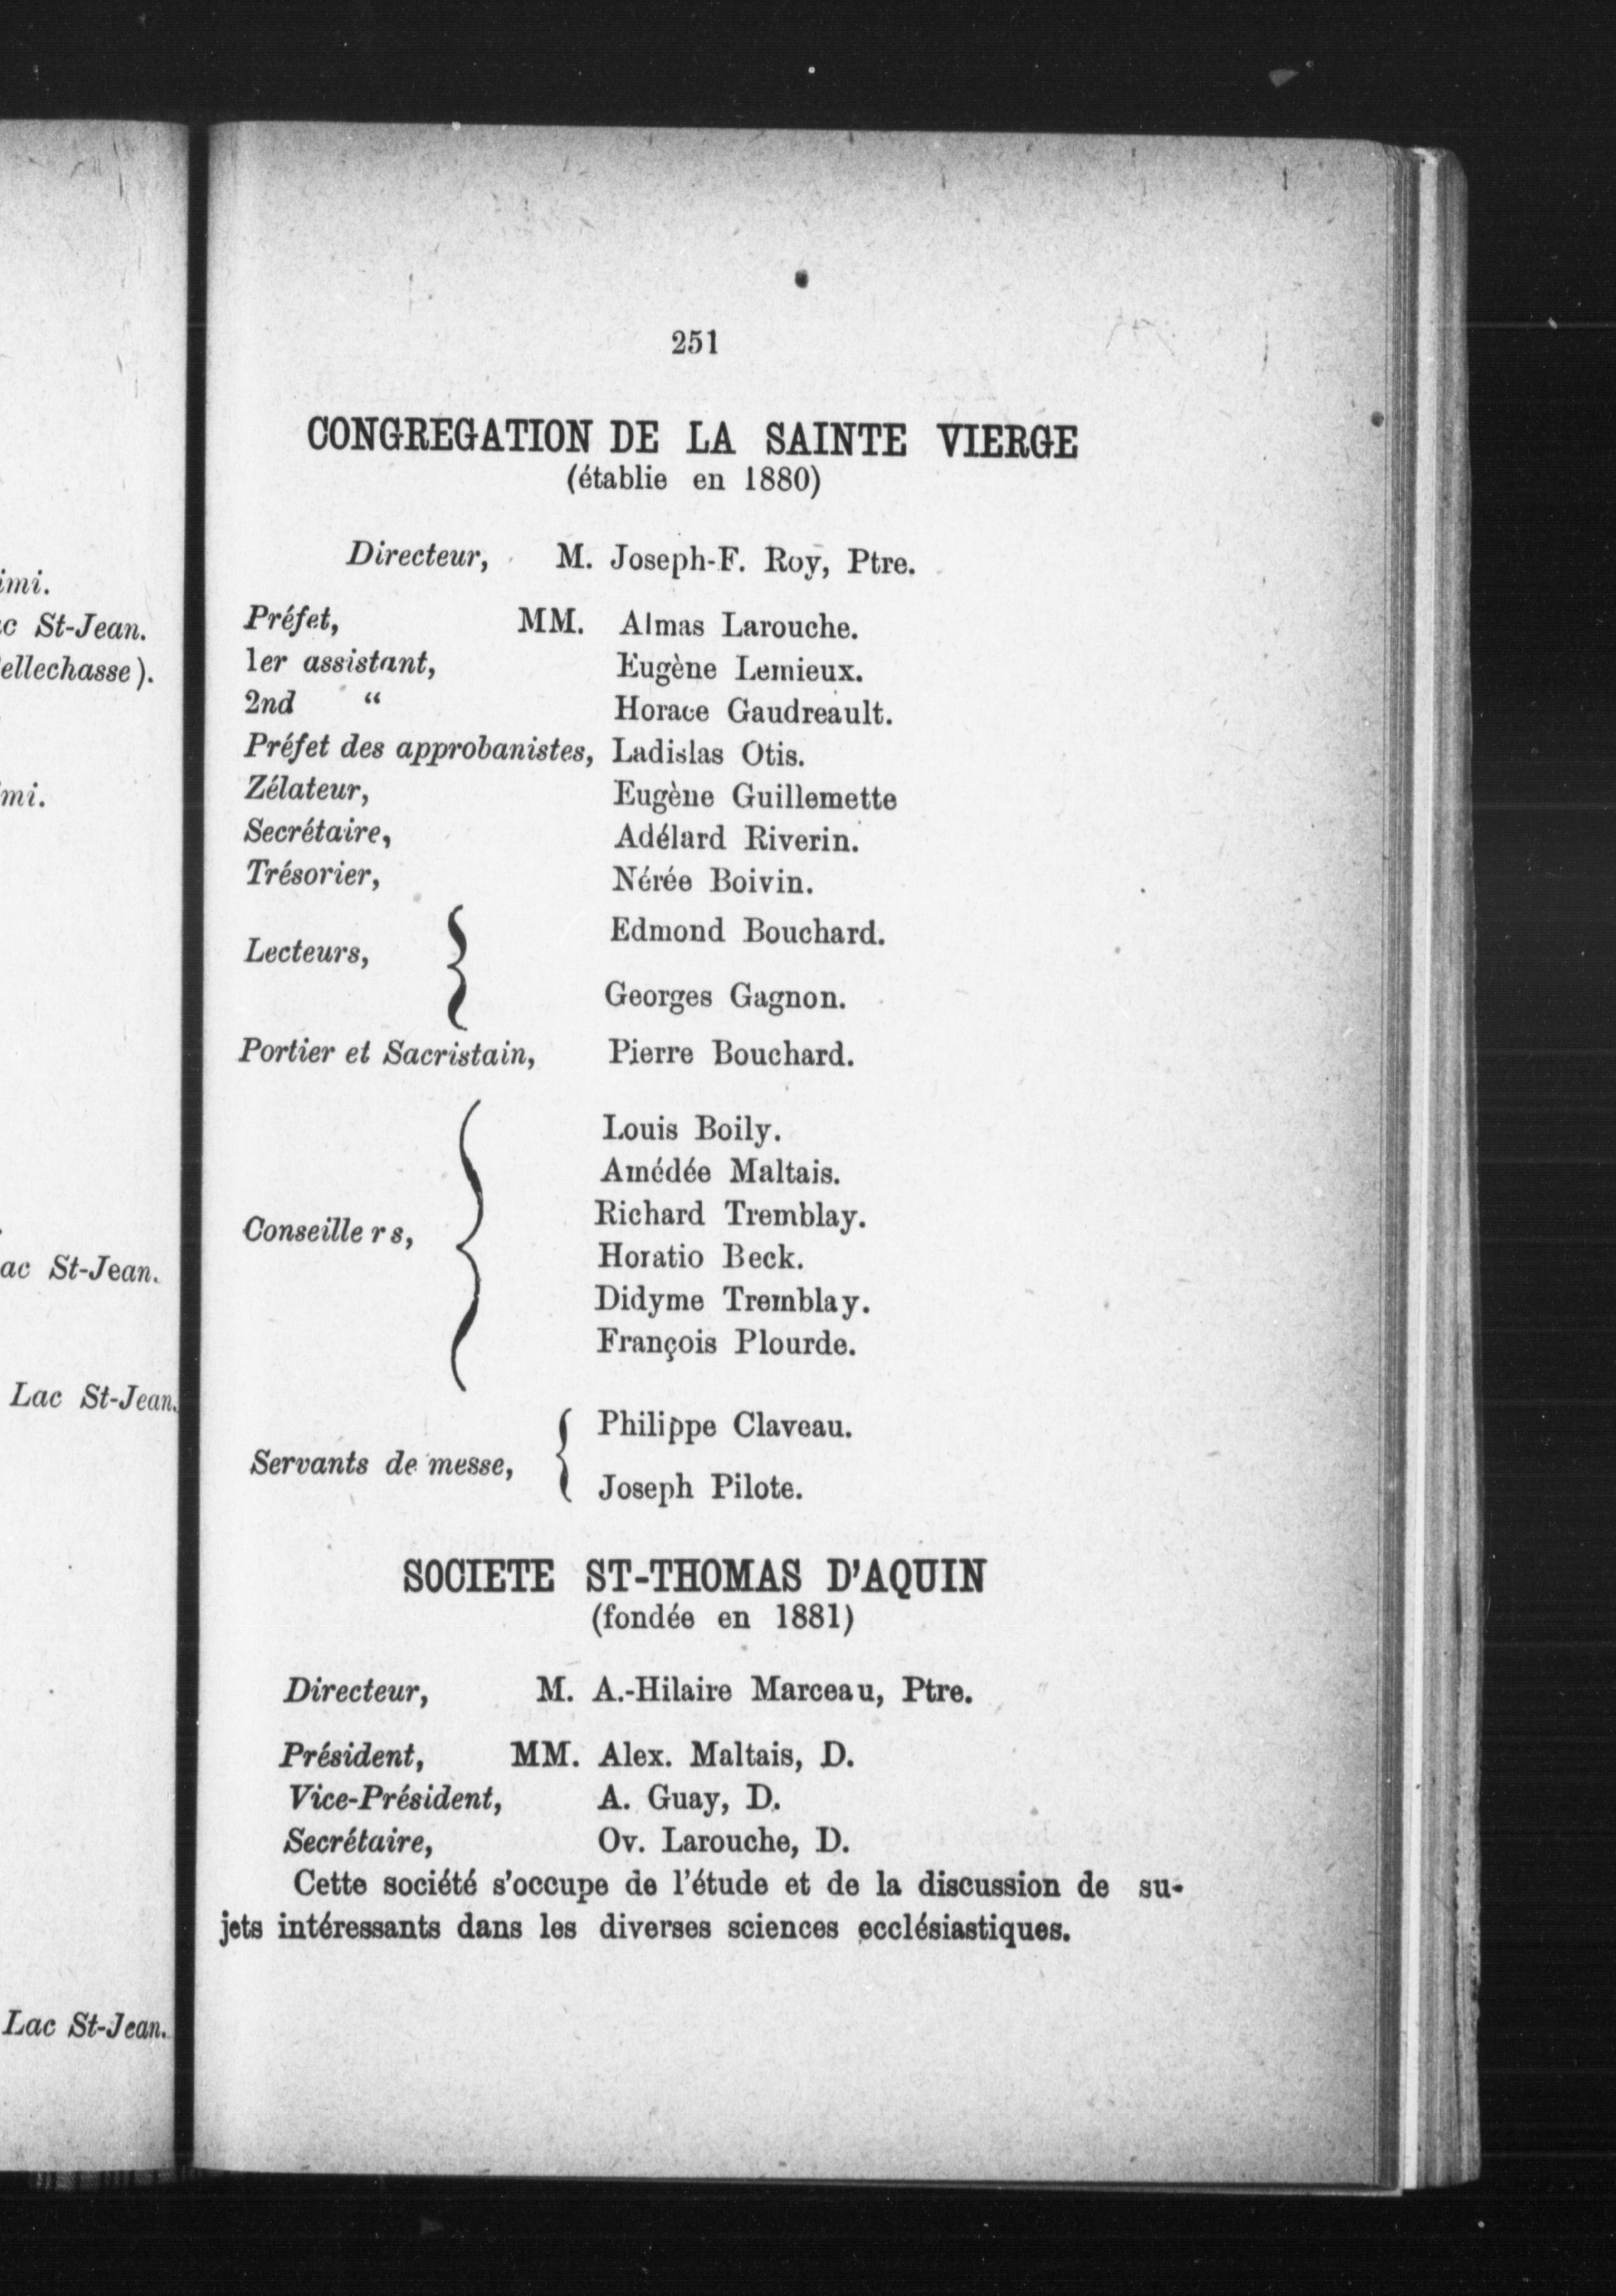 imi.
c St-Jean.
ellechasse).
mi.
ac St-Jean.
Lac St-Jean.
Lac St-Jean.
251
CONGREGATION DE LA SAINTE VIERGE
(établie en 1880)
Directeur, M. Joseph-F. Roy, Ptre.
Préfet, MM. Almas Larouche.
1er assistant, Eugène Lemieux.
2nd “ Horace Gaudreault.
Préfet des approbanistes, Ladislas Otis.
Zélateur, Eugène Guillemette
Secrétaire, Adélard Riverin.
Trésorier, Nérée Boivin.
Lecteurs, { Edmond Bouchard.
Georges Gagnon.
Portier et Sacristain, Pierre Bouchard.
Conseillers, { Louis Boily.
Amédée Maltais.
Richard Tremblay.
Horatio Beck.
Didyme Tremblay.
François Plourde.
Servants de messe, { Philippe Claveau.
Joseph Pilote.
SOCIETE ST-THOMAS D'AQUIN
(fondée en 1881)
Directeur, M. A.-Hilaire Marceau, Ptre.
Président, MM. Alex. Maltais, D.
Vice-Président, A. Guay, D.
Secrétaire, Ov. Larouche, D.
Cette société s'occupe de l'étude et de la discussion de su-
jets intéressants dans les diverses sciences ecclésiastiques.